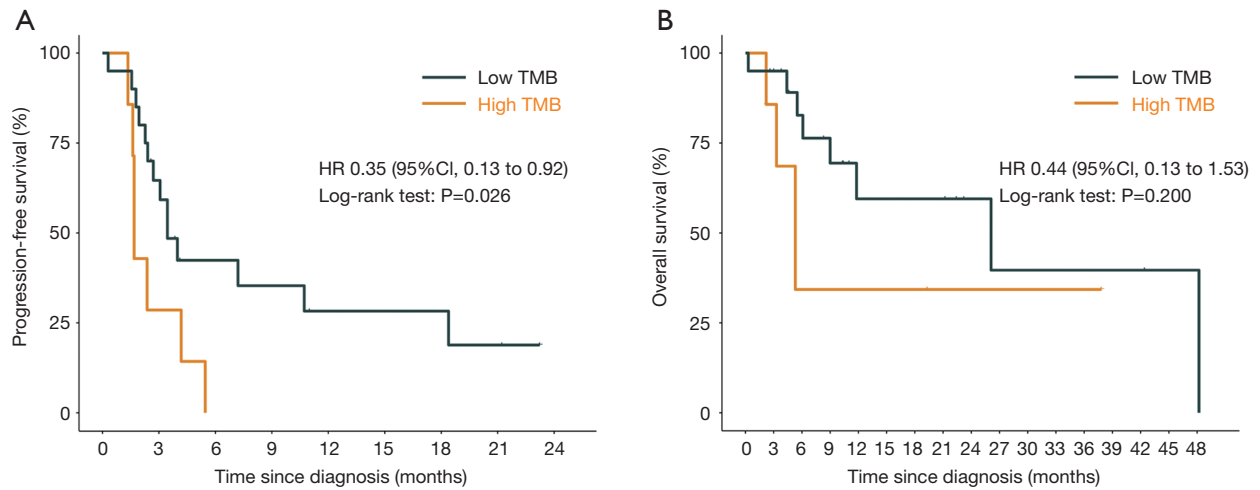 A
Progression-free survival (%)
100
75
50
25
0
Low TMB
High TMB
HR 0.35 (95%CI, 0.13 to 0.92)
Log-rank test: P=0.026
0 3 6 9 12 15 18 21 24
Time since diagnosis (months)
B
Overall survival (%)
100
75
50
25
0
Low TMB
High TMB
HR 0.44 (95%CI, 0.13 to 1.53)
Log-rank test: P=0.200
0 3 6 9 11 15 18 21 24 27 30 33 36 39 42 45 48
Time since diagnosis (months)